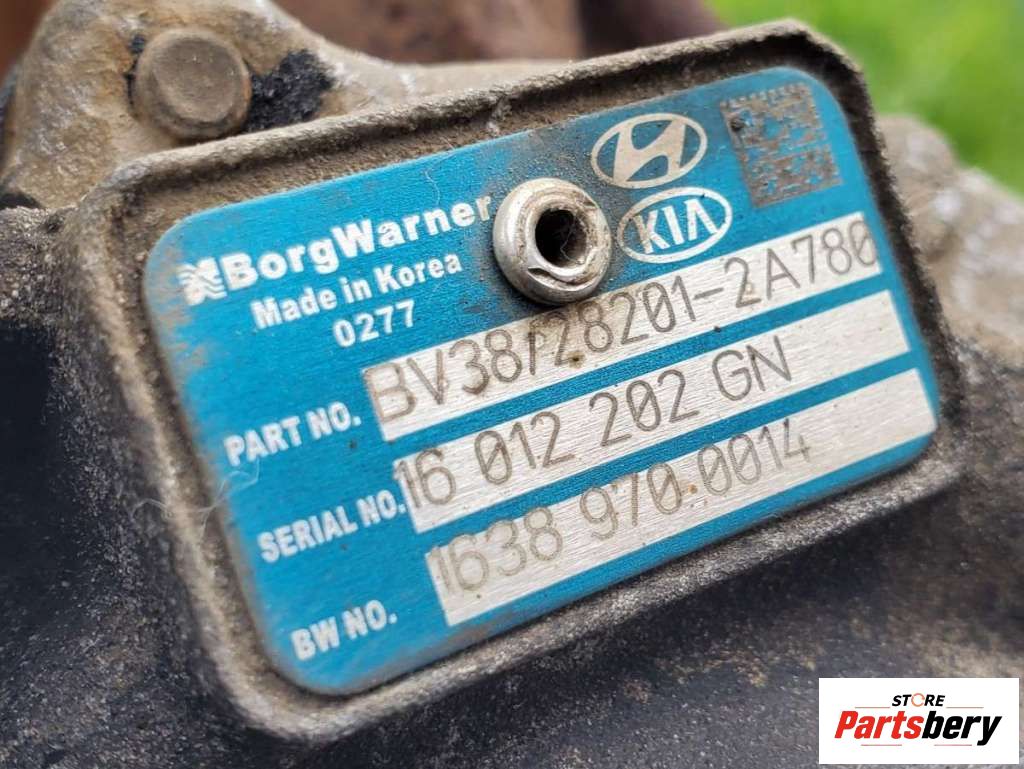 BorgWarner
Made in Korea
0277
KIA
PART NO. BV38/28201-2A780
SERIAL NO. 16 012 202 GN
BW NO. 1638 970 0014
STORE
Partsbery